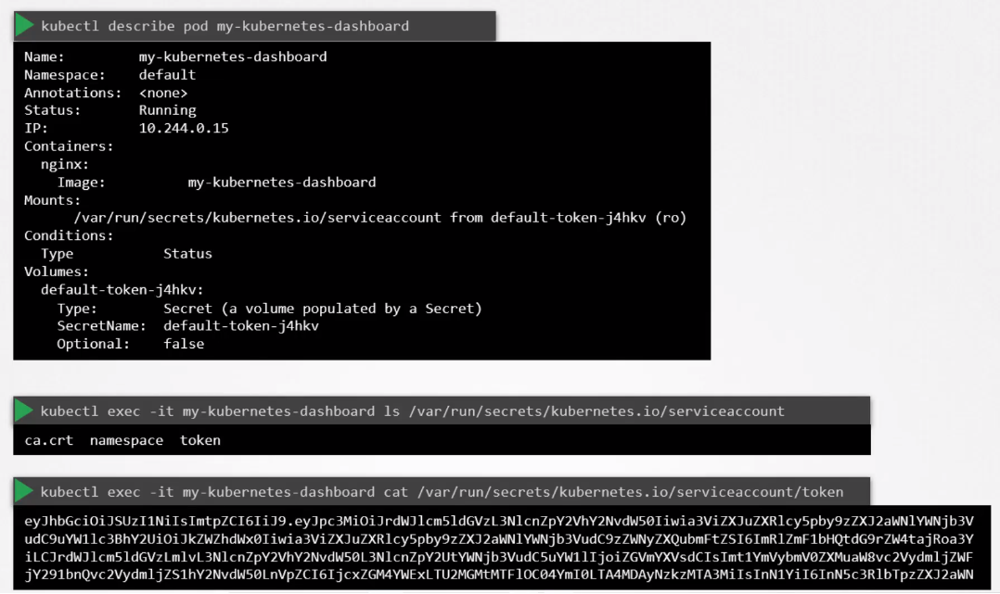 kubectl describe pod my-kubernetes-dashboard
Name: my-kubernetes-dashboard
Namespace: default
Annotations: <none>
Status: Running
IP: 10.244.0.15
Containers:
nginx:
Image: my-kubernetes-dashboard
Mounts:
/var/run/secrets/kubernetes.io/serviceaccount from default-token-j4hkv (ro)
Conditions:
Type Status
Volumes:
default-token-j4hkv:
Type: Secret (a volume populated by a Secret)
SecretName: default-token-j4hkv
Optional: false
kubectl exec -it my-kubernetes-dashboard ls /var/run/secrets/kubernetes.io/serviceaccount
ca.crt namespace token
kubectl exec -it my-kubernetes-dashboard cat /var/run/secrets/kubernetes.io/serviceaccount/token
eyJhbGciOiJSUzI1NiIsImtpZCI6IiJ9.eyJpc3MiOiJrdWJlcm5ldGVzL3NlcnZpY2VhY2NvdW50Iiwia3ViZXJuZXRlcy5pby9zZXJ2aWNlYWNjb3V
udC9uYW1lc3BhY2UiOiJkZWZhdWx0Iiwia3ViZXJuZXRlcy5pby9zZXJ2aWNlYWNjb3VudC9zZWNyZXQubmFtZSI6ImRlZmF1bHQtdG9rZW4tajRoa3Y
iLCJrdWJlcm5ldGVzLmlvL3NlcnZpY2VhY2NvdW50L3NlcnZpY2UtYWNjb3VudC5uYW1lIjoiZGVmYXVsdCIsImt1YmVybmV0ZXMuaW8vc2VydmljZWF
jY291bnQvc2VydmljZS1hY2NvdW50LnVpZCI6IjcxZGM4YWExLTU2MGMtMTFlOC04YmI0LTA4MDAyNzkzMTA3MiIsInN1YiI6InN5c3RlbTpzZXJ2aWN